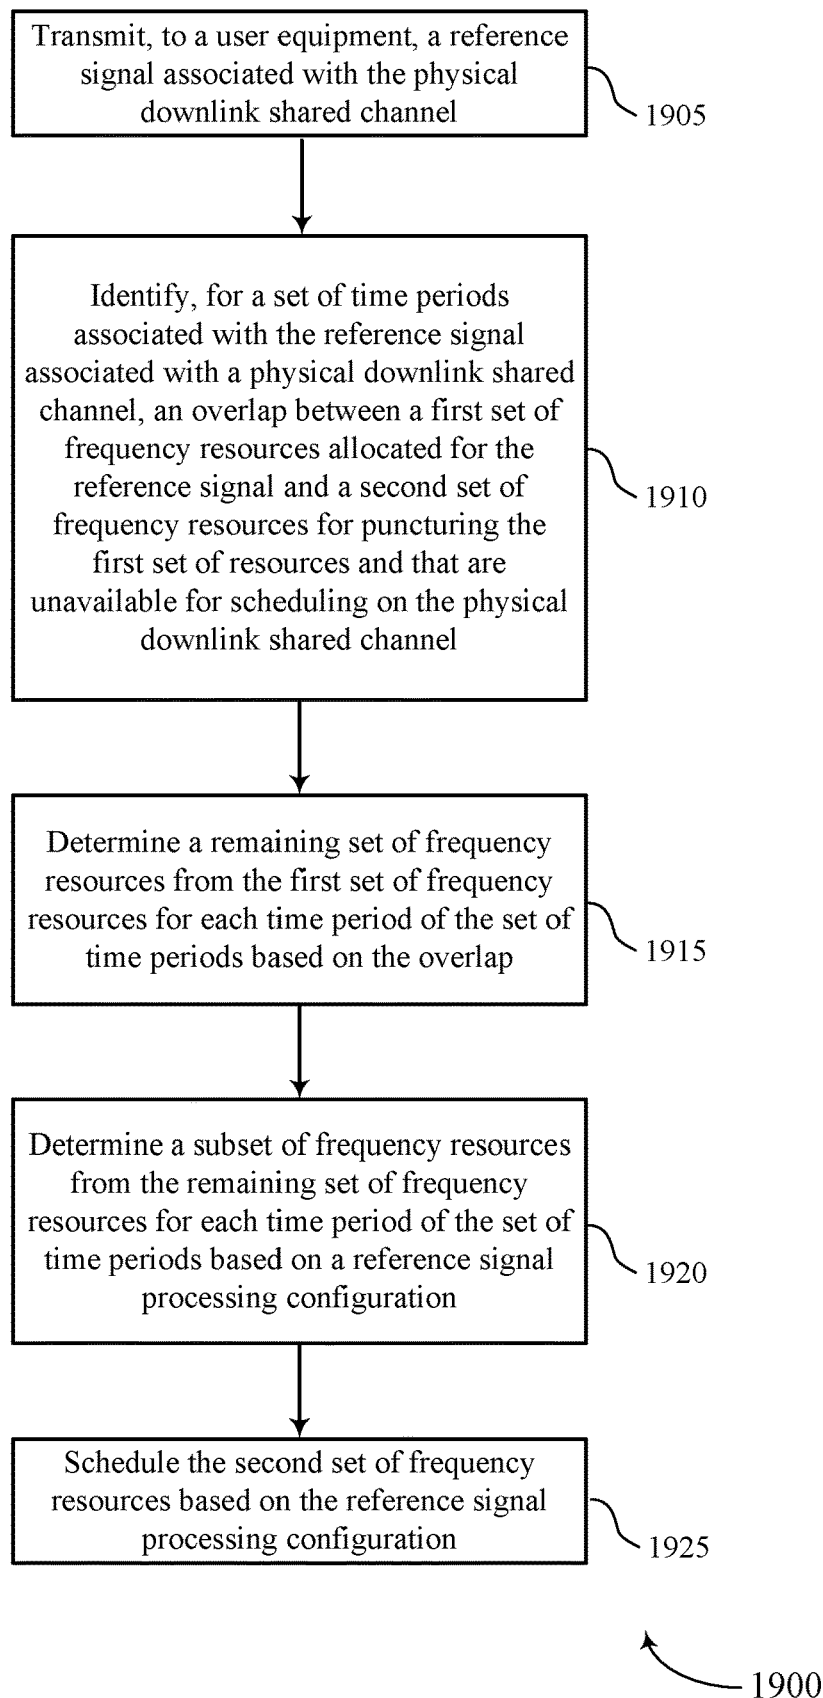 Transmit, to a user equipment, a reference
signal associated with the physical
downlink shared channel
1905
Identify, for a set of time periods
associated with the reference signal
associated with a physical downlink shared
channel, an overlap between a first set of
frequency resources allocated for the
reference signal and a second set of
frequency resources for puncturing the
first set of resources and that are
unavailable for scheduling on the physical
downlink shared channel
1910
Determine a remaining set of frequency
resources from the first set of frequency
resources for each time period of the set of
time periods based on the overlap
1915
Determine a subset of frequency resources
from the remaining set of frequency
resources for each time period of the set of
time periods based on a reference signal
processing configuration
1920
Schedule the second set of frequency
resources based on the reference signal
processing configuration
1925
1900